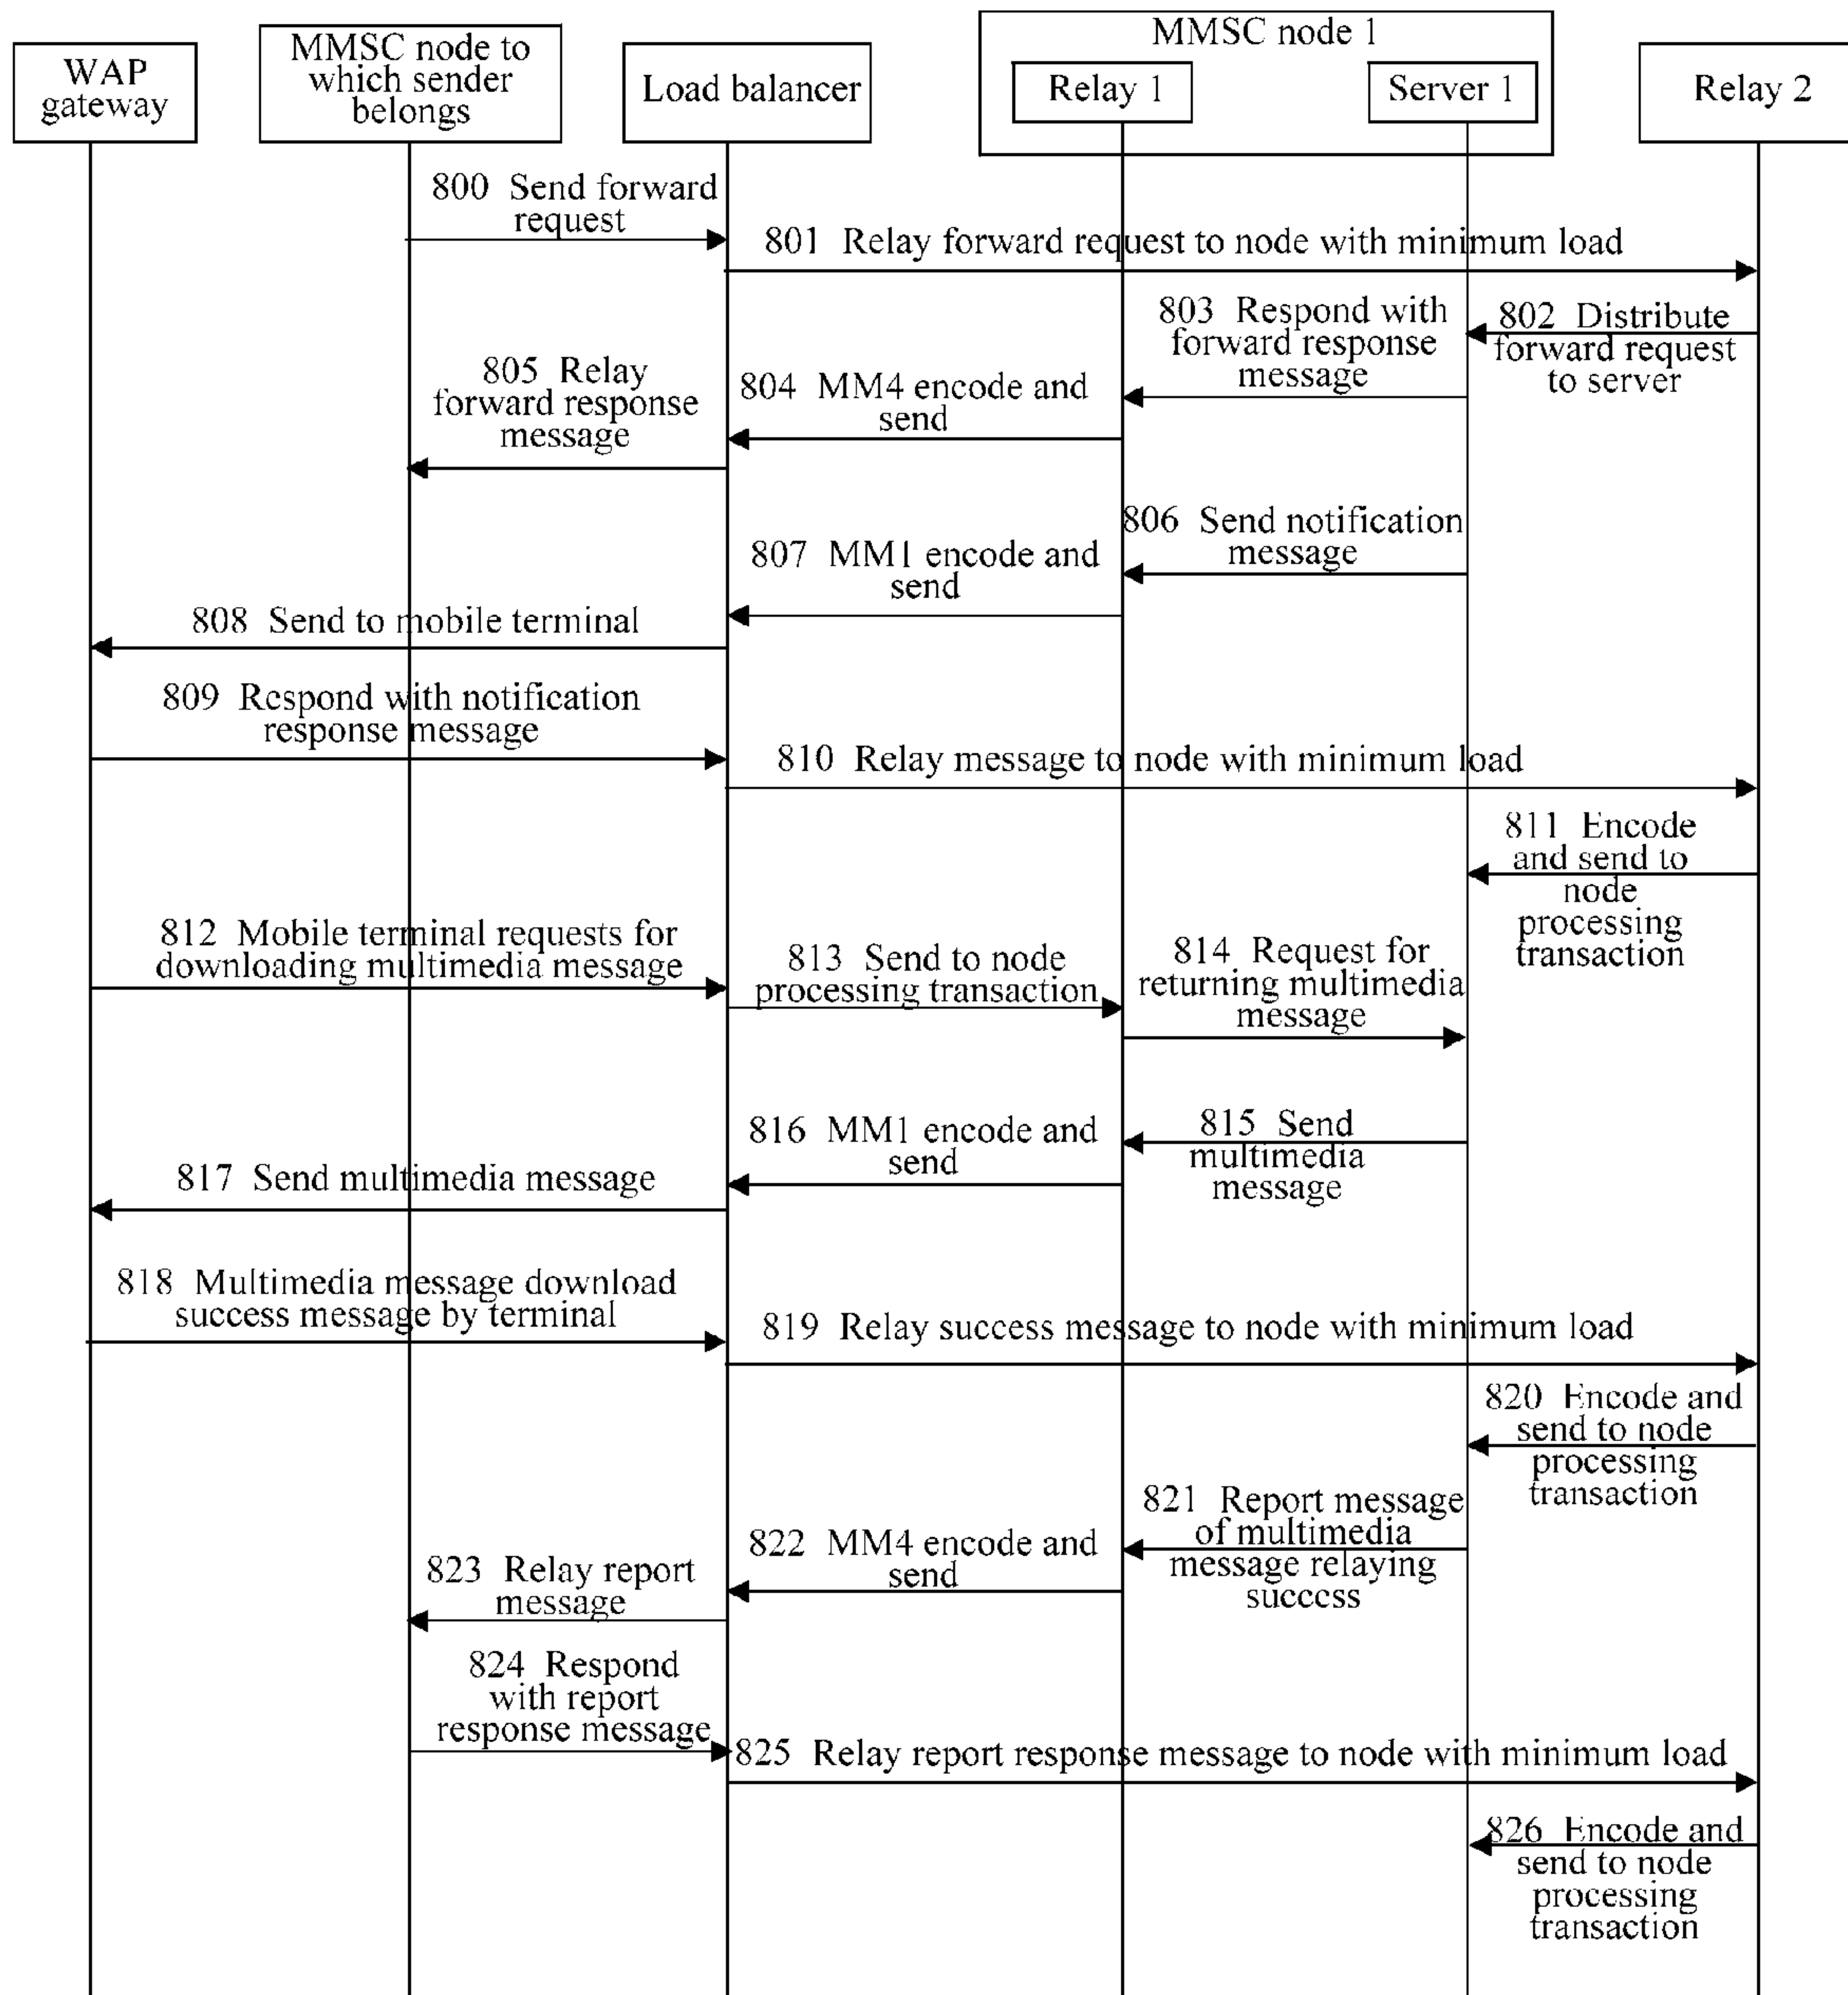 WAP
gateway
MMSC node to
which sender
belongs
Load balancer
MMSC node 1
Relay 1
Server 1
Relay 2
800 Send forward
request
801 Relay forward request to node with minimum load
802 Distribute
forward request
to server
803 Respond with
forward response
message
804 MM4 encode and
send
805 Relay
forward response
message
806 Send notification
message
807 MM1 encode and
send
808 Send to mobile terminal
809 Respond with notification
response message
810 Relay message to node with minimum load
811 Encode
and send to
node
processing
transaction
812 Mobile terminal requests for
downloading multimedia message
813 Send to node
processing transaction
814 Request for
returning multimedia
message
815 Send
multimedia
message
816 MM1 encode and
send
817 Send multimedia message
818 Multimedia message download
success message by terminal
819 Relay success message to node with minimum load
820 Encode and
send to node
processing
transaction
821 Report message
of multimedia
message relaying
success
822 MM4 encode and
send
823 Relay report
message
824 Respond
with report
response message
825 Relay report response message to node with minimum load
826 Encode and
send to node
processing
transaction